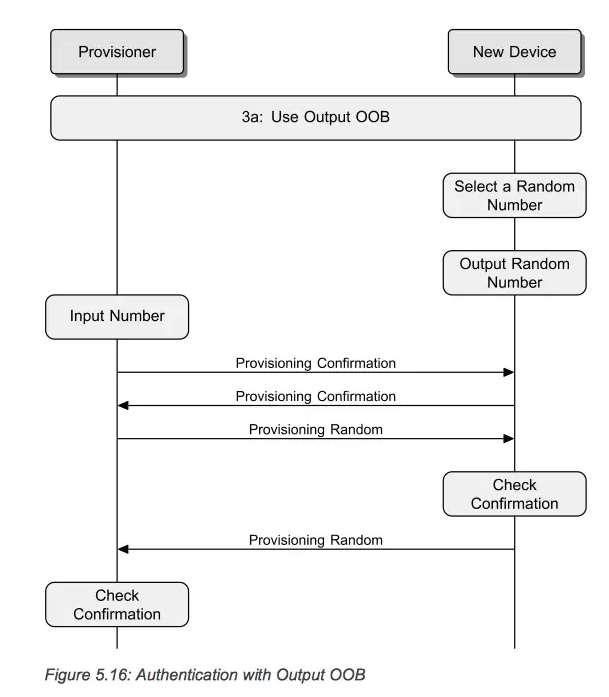 Provisioner
New Device
3a: Use Output OOB
Select a Random
Number
Output Random
Number
Input Number
Provisioning Confirmation
Provisioning Confirmation
Provisioning Random
Check
Confirmation
Provisioning Random
Check
Confirmation
Figure 5.16: Authentication with Output OOB